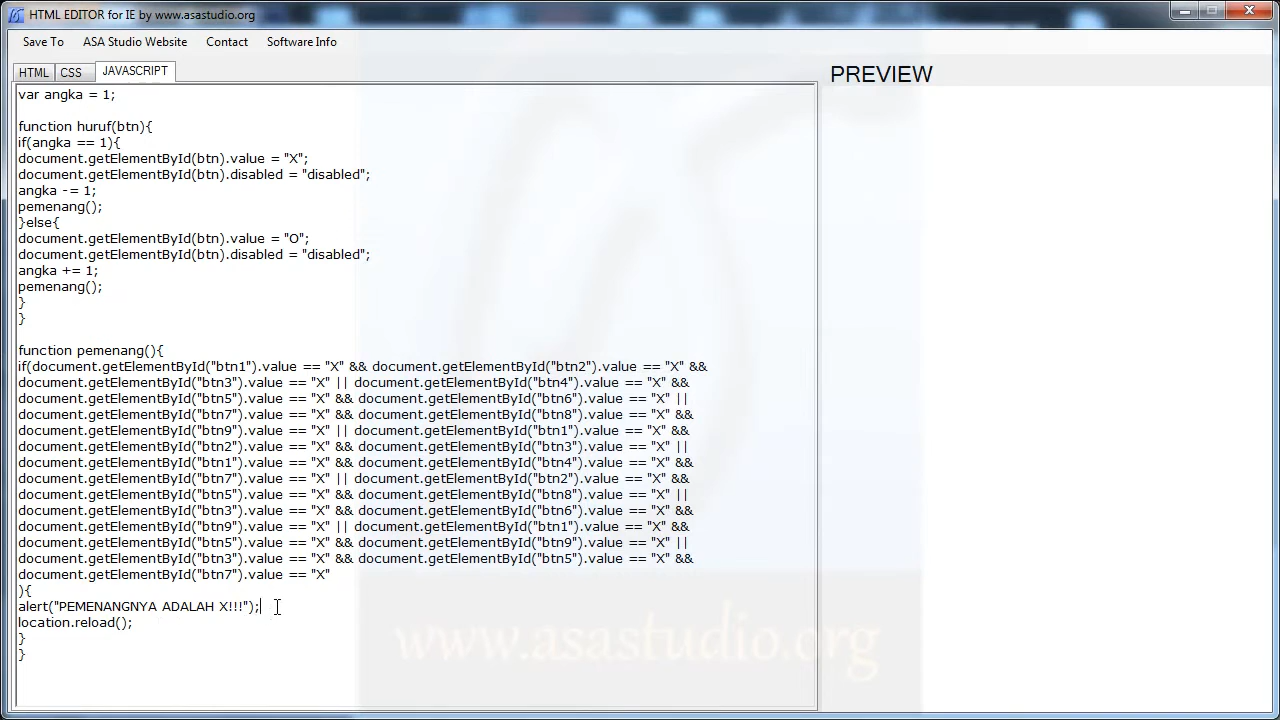 HTML EDITOR for IE by www.asastudio.org
Save To ASA Studio Website Contact Software Info
HTML CSS JAVASCRIPT
PREVIEW
var angka = 1;
function huruf(btn){
if(angka == 1){
document.getElementById(btn).value = "X";
document.getElementById(btn).disabled = "disabled";
angka -= 1;
pemenang();
}else{
document.getElementById(btn).value = "O";
document.getElementById(btn).disabled = "disabled";
angka += 1;
pemenang();
}
}
function pemenang(){
if(document.getElementById("btn1").value == "X" && document.getElementById("btn2").value == "X" &&
document.getElementById("btn3").value == "X" || document.getElementById("btn4").value == "X" &&
document.getElementById("btn5").value == "X" && document.getElementById("btn6").value == "X" ||
document.getElementById("btn7").value == "X" && document.getElementById("btn8").value == "X" &&
document.getElementById("btn9").value == "X" || document.getElementById("btn1").value == "X" &&
document.getElementById("btn2").value == "X" && document.getElementById("btn3").value == "X" ||
document.getElementById("btn1").value == "X" && document.getElementById("btn4").value == "X" &&
document.getElementById("btn7").value == "X" || document.getElementById("btn2").value == "X" &&
document.getElementById("btn5").value == "X" && document.getElementById("btn8").value == "X" ||
document.getElementById("btn3").value == "X" && document.getElementById("btn6").value == "X" &&
document.getElementById("btn9").value == "X" || document.getElementById("btn1").value == "X" &&
document.getElementById("btn5").value == "X" && document.getElementById("btn9").value == "X" ||
document.getElementById("btn3").value == "X" && document.getElementById("btn5").value == "X" &&
document.getElementById("btn7").value == "X"
){
alert("PEMENANGNYA ADALAH X!!!");
location.reload();
}
}
www.asastudio.org